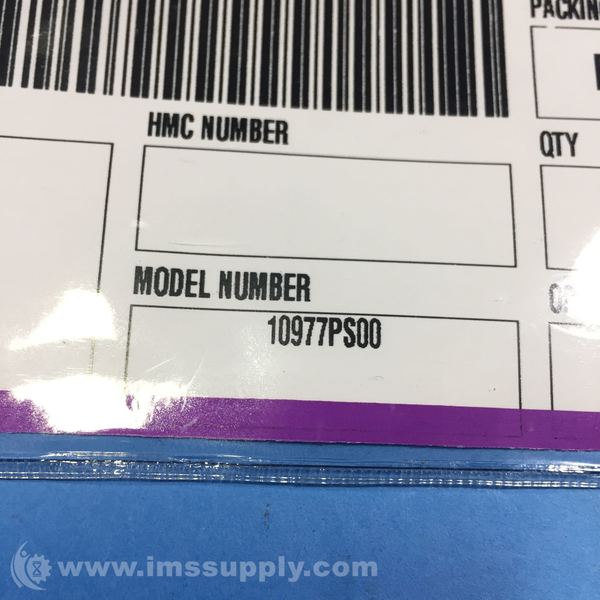 PACKIN
HMC NUMBER
QTY
MODEL NUMBER
10977PS00
www.imssupply.com